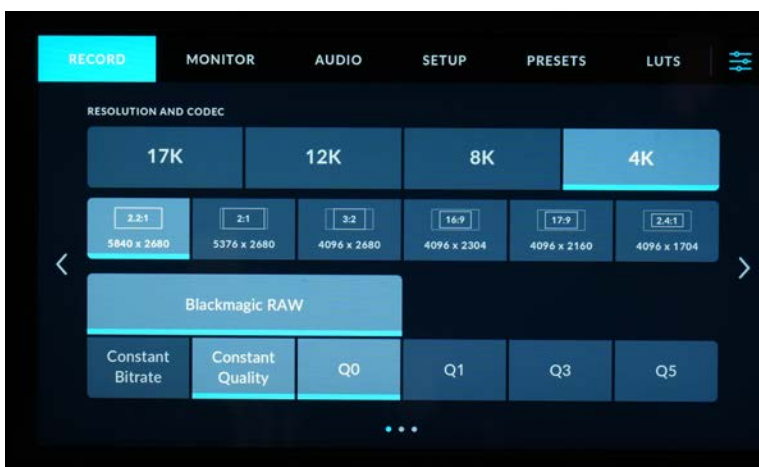 RECORD MONITOR AUDIO SETUP PRESETS LUTS
RESOLUTION AND CODEC
17K 12K 8K 4K
2.2:1 2:1 3:2 16:9 17:9 2.4:1
5840 x 2680 5376 x 2680 4096 x 2680 4096 x 2304 4096 x 2160 4096 x 1704
Blackmagic RAW
Constant Bitrate
Constant Quality
Q0 Q1 Q3 Q5